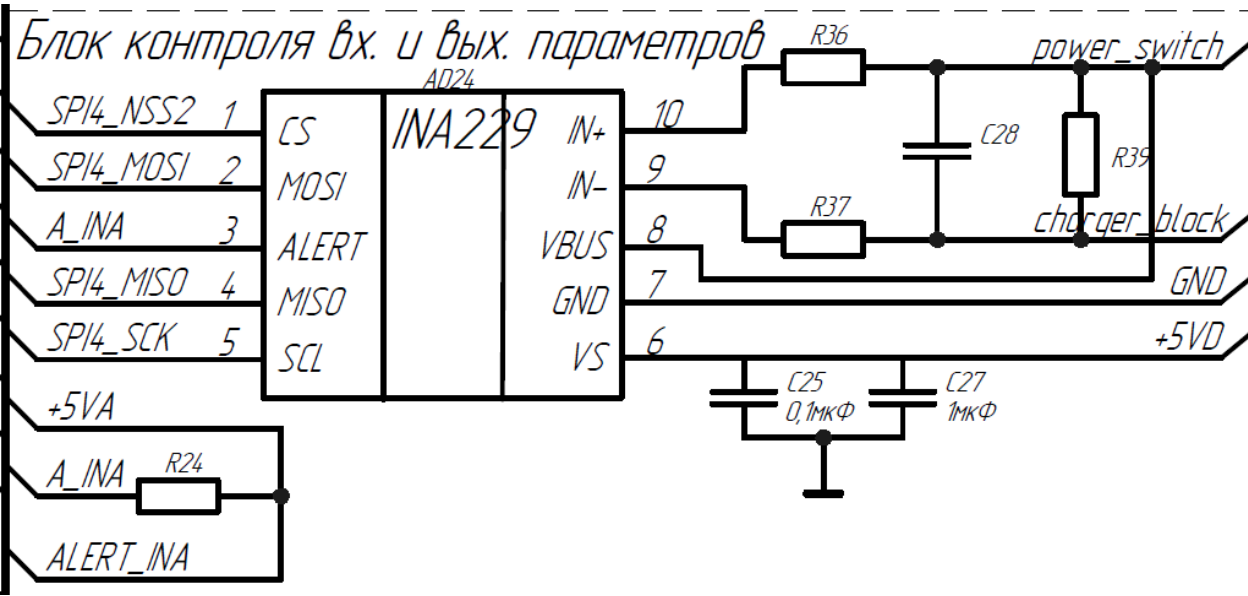 Блок контроля вх. и вых. параметров
AD24
INA229
SPI4_NSS2 1 CS
SPI4_MOSI 2 MOSI
A_INA 3 ALERT
SPI4_MISO 4 MISO
SPI4_SCK 5 SCL
IN+ 10
IN- 9
VBUS 8
GND 7
VS 6
R36
power_switch
C28
R39
R37
charger_block
GND
+5VD
C25
0,1мкФ
C27
1мкФ
+5VA
A_INA R24
ALERT_INA